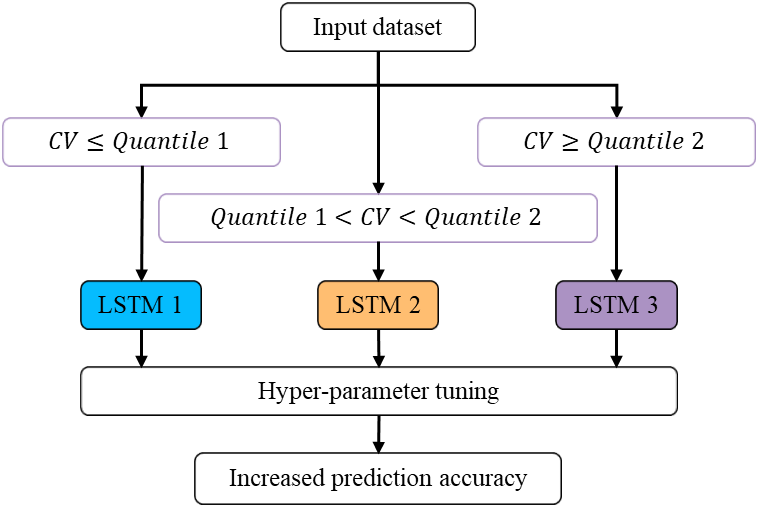 Input dataset
CV ≤ Quantile 1
CV ≥ Quantile 2
Quantile 1 < CV < Quantile 2
LSTM 1
LSTM 2
LSTM 3
Hyper-parameter tuning
Increased prediction accuracy